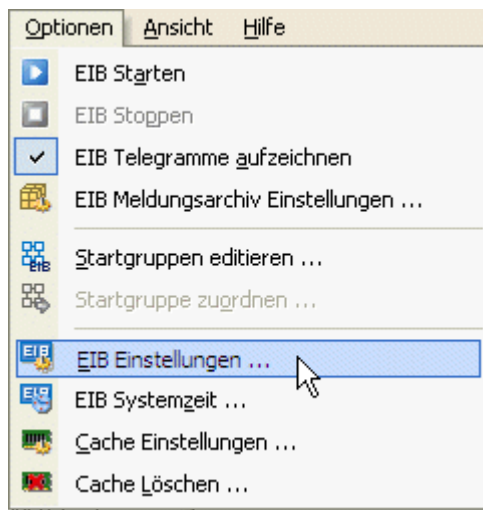 Optionen Ansicht Hilfe
EIB Starten
EIB Stoppen
EIB Telegramme aufzeichnen
EIB Meldungsarchiv Einstellungen ...
Startgruppen editieren ...
Startgruppe zuordnen ...
EIB Einstellungen ...
EIB Systemzeit ...
Cache Einstellungen ...
Cache Löschen ...